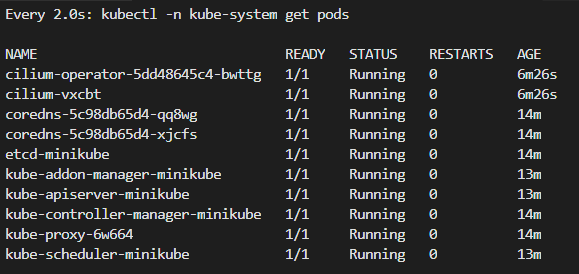 Every 2.0s: kubectl -n kube-system get pods
NAME READY STATUS RESTARTS AGE
cilium-operator-5dd48645c4-bwttg 1/1 Running 0 6m26s
cilium-vxcbt 1/1 Running 0 6m26s
coredns-5c98db65d4-qq8wg 1/1 Running 0 14m
coredns-5c98db65d4-xjcfs 1/1 Running 0 14m
etcd-minikube 1/1 Running 0 14m
kube-addon-manager-minikube 1/1 Running 0 13m
kube-apiserver-minikube 1/1 Running 0 13m
kube-controller-manager-minikube 1/1 Running 0 14m
kube-proxy-6w664 1/1 Running 0 14m
kube-scheduler-minikube 1/1 Running 0 13m